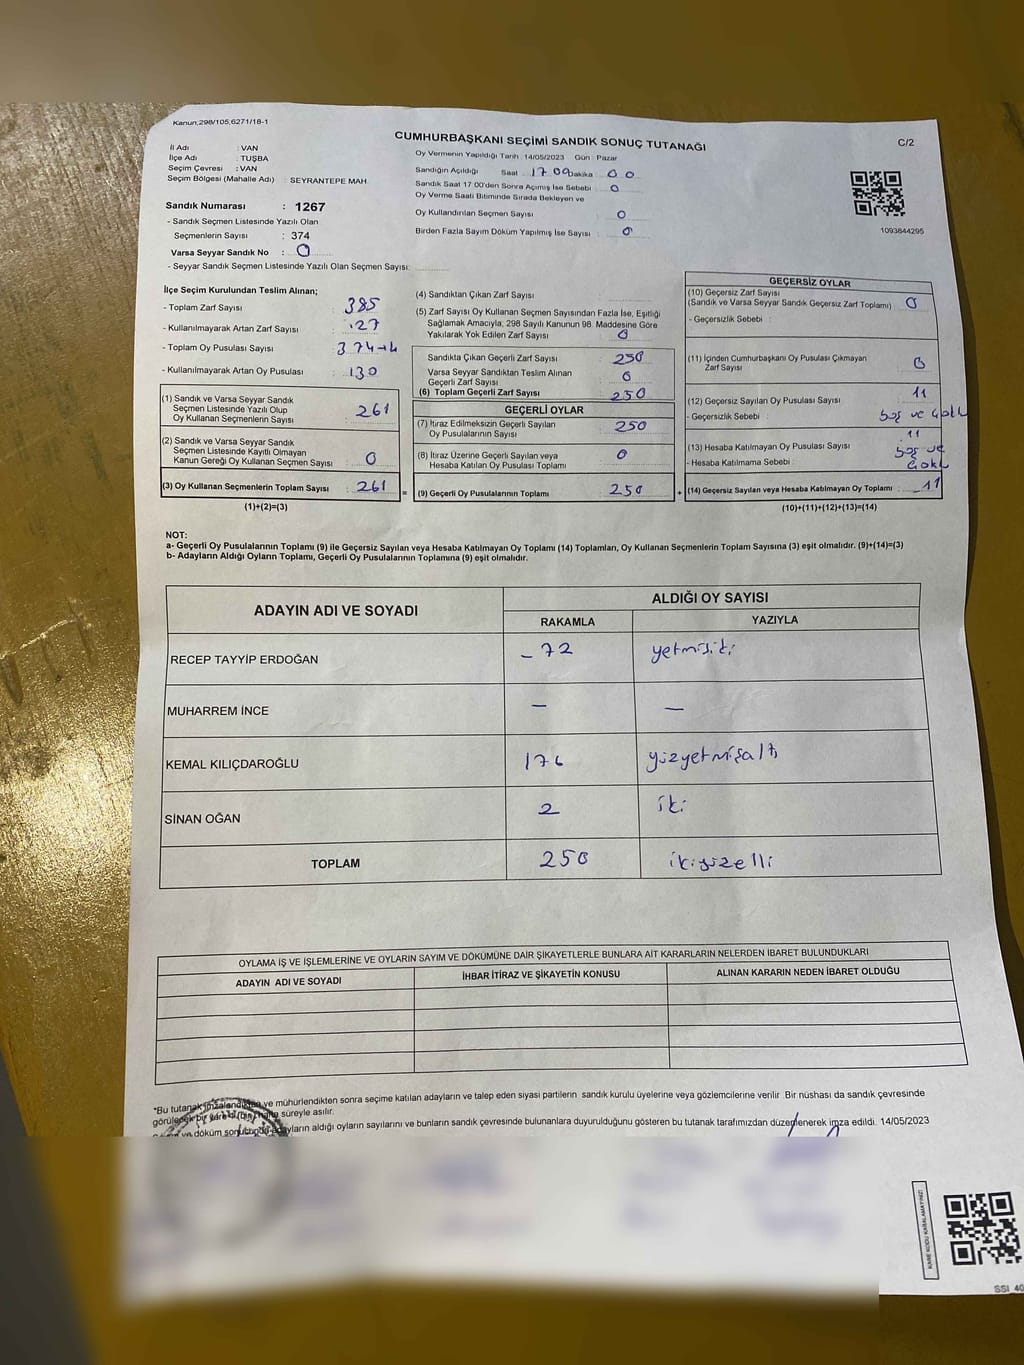 Kanun,298/105,6271/18-1
CUMHURBAŞKANI SEÇİMİ SANDIK SONUÇ TUTANAĞI
C/2
İl Adı : VAN
İlçe Adı : TUŞBA
Seçim Çevresi : VAN
Seçim Bölgesi (Mahalle Adı) : SEYRANTEPE MAH.
Sandık Numarası : 1267
- Sandık Seçmen Listesinde Yazılı Olan
Seçmenlerin Sayısı : 374
Varsa Seyyar Sandık No : 0
- Seyyar Sandık Seçmen Listesinde Yazılı Olan Seçmen Sayısı:
Oy Vermenin Yapıldığı Tarih 14/05/2023 Gün : Pazar
Sandığın Açıldığı Saat 17 00 Dakika 00
Sandık Saat 17:00'den Sonra Açımış İse Sebebi : 0
Oy Verme Saati Bitiminde Sırada Bekleyen ve
Oy Kullandırılan Seçmen Sayısı : 0
Birden Fazla Sayım Döküm Yapılmış İse Sayısı : 0
1093844295
İlçe Seçim Kurulundan Teslim Alınan;
- Toplam Zarf Sayısı : 385
- Kullanılmayarak Artan Zarf Sayısı : 127
- Toplam Oy Pusulası Sayısı : 374
- Kullanılmayarak Artan Oy Pusulası : 130
(1) Sandık ve Varsa Seyyar Sandık
Seçmen Listesinde Yazılı Olup
Oy Kullanan Seçmenlerin Sayısı : 261
(2) Sandık ve Varsa Seyyar Sandık
Seçmen Listesinde Kayıtlı Olmayan
Kanun Gereği Oy Kullanan Seçmen Sayısı : 0
(3) Oy Kullanan Seçmenlerin Toplam Sayısı : 261
(1)+(2)=(3)
(4) Sandıktan Çıkan Zarf Sayısı :
(5) Zarf Sayısı Oy Kullanan Seçmen Sayısından Fazla İse, Eşitliği
Sağlamak Amacıyla; 298 Sayılı Kanunun 98. Maddesine Göre
Yakılarak Yok Edilen Zarf Sayısı : 0
Sandıkta Çıkan Geçerli Zarf Sayısı : 250
Varsa Seyyar Sandıktan Teslim Alınan
Geçerli Zarf Sayısı : 0
(6) Toplam Geçerli Zarf Sayısı : 250
GEÇERLİ OYLAR
(7) İtiraz Edilmeksizin Geçerli Sayılan
Oy Pusulalarının Sayısı : 250
(8) İtiraz Üzerine Geçerli Sayılan veya
Hesaba Katılan Oy Pusulası Toplamı : 0
= (9) Geçerli Oy Pusulalarının Toplamı : 250
GEÇERSİZ OYLAR
(10) Geçersiz Zarf Sayısı
(Sandık ve Varsa Seyyar Sandık Geçersiz Zarf Toplamı) : 0
- Geçersizlik Sebebi :
(11) İçinden Cumhurbaşkanı Oy Pusulası Çıkmayan
Zarf Sayısı : 0
(12) Geçersiz Sayılan Oy Pusulası Sayısı : 11
- Geçersizlik Sebebi : boş ve çoklu
(13) Hesaba Katılmayan Oy Pusulası Sayısı : 11
- Hesaba Katılmama Sebebi : boş ve
çoklu
+ (14) Geçersiz Sayılan veya Hesaba Katılmayan Oy Toplamı : 11
(10)+(11)+(12)+(13)=(14)
NOT:
a- Geçerli Oy Pusulalarının Toplamı (9) ile Geçersiz Sayılan veya Hesaba Katılmayan Oy Toplamı (14) Toplamları, Oy Kullanan Seçmenlerin Toplam Sayısına (3) eşit olmalıdır. (9)+(14)=(3)
b- Adayların Aldığı Oyların Toplamı, Geçerli Oy Pusulalarının Toplamına (9) eşit olmalıdır.
ADAYIN ADI VE SOYADI
ALDIĞI OY SAYISI
RAKAMLA YAZIYLA
RECEP TAYYİP ERDOĞAN - 72 yetmişiki
MUHARREM İNCE - -
KEMAL KILIÇDAROĞLU 176 yüzyetmişaltı
SİNAN OĞAN 2 iki
TOPLAM 250 ikiyüzelli
OYLAMA İŞ VE İŞLEMLERİNE VE OYLARIN SAYIM VE DÖKÜMÜNE DAİR ŞİKAYETLERLE BUNLARA AİT KARARLARIN NELERDEN İBARET BULUNDUKLARI
ADAYIN ADI VE SOYADI İHBAR İTİRAZ VE ŞİKAYETİN KONUSU ALINAN KARARIN NEDEN İBARET OLDUĞU
*Bu tutanak imzalandıktan ve mühürlendikten sonra seçime katılan adayların ve talep eden siyasi partilerin sandık kurulu üyelerine veya gözlemcilerine verilir. Bir nüshası da sandık çevresinde
görülecek bir yere (bir) hafta süreyle asılır.
ve döküm sonucunda adayların aldığı oyların sayılarını ve bunların sandık çevresinde bulunanlara duyurulduğunu gösteren bu tutanak tarafımızdan düzenlenerek imza edildi. 14/05/2023
KARE KODU KARALAMAYINIZ!
SSI 40